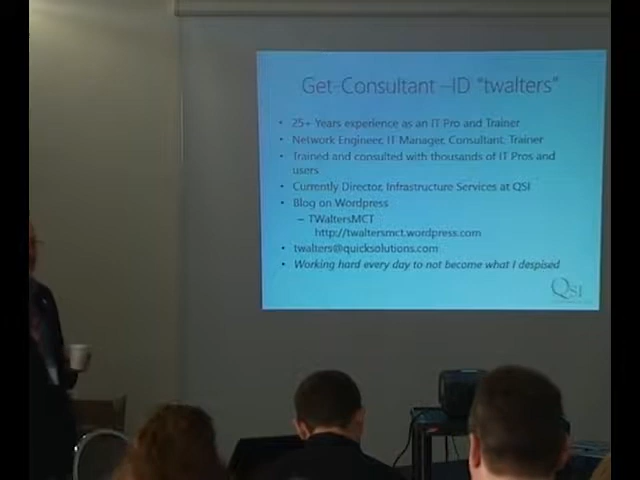 Get-Consultant –ID “twalters”
• 25+ Years experience as an IT Pro and Trainer
• Network Engineer, IT Manager, Consultant, Trainer
• Trained and consulted with thousands of IT Pros and
users
• Currently Director, Infrastructure Services at QSI
• Blog on Wordpress
– TWaltersMCT
http://twaltersmct.wordpress.com
• twalters@quicksolutions.com
• Working hard every day to not become what I despised
QSI